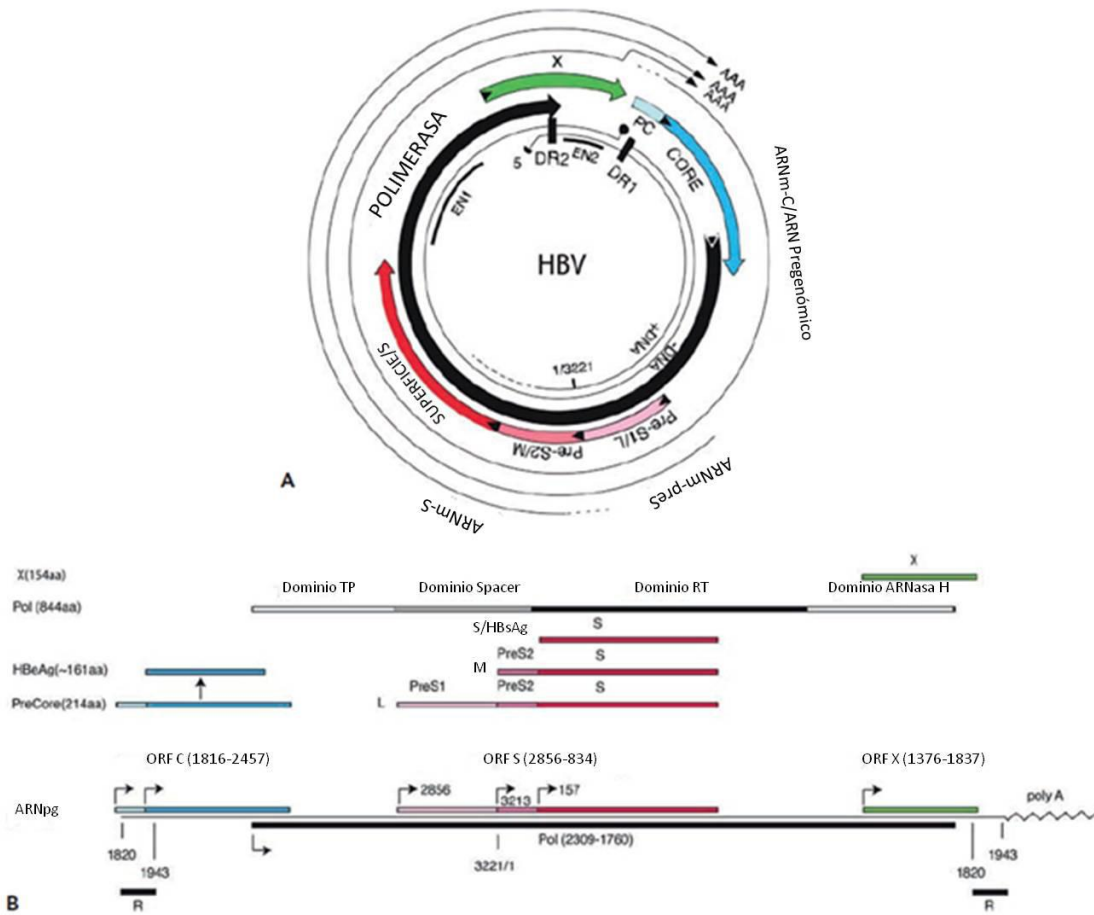 X
AAA
AAA
AAA
POLIMERASA
PC
5
DR2
EN2
DR1
CORE
EN1
ARNm-C/ARN Pregenómico
HBV
+DNA
-DNA
1/3221
SUPERFICIE/S
Pre-S2/M
Pre-S1/L
ARNm-preS
ARNm-S
A
X(154aa)
X
Dominio TP
Dominio Spacer
Dominio RT
Dominio ARNasa H
Pol (844aa)
S/HBsAg
S
HBeAg(~161aa)
M
PreS2
S
PreCore(214aa)
L
PreS1
PreS2
S
ORF C (1816-2457)
ORF S (2856-834)
ORF X (1376-1837)
ARNpg
2856
3213
157
poly A
Pol (2309-1760)
1820
1943
3221/1
1820
1943
R
R
B